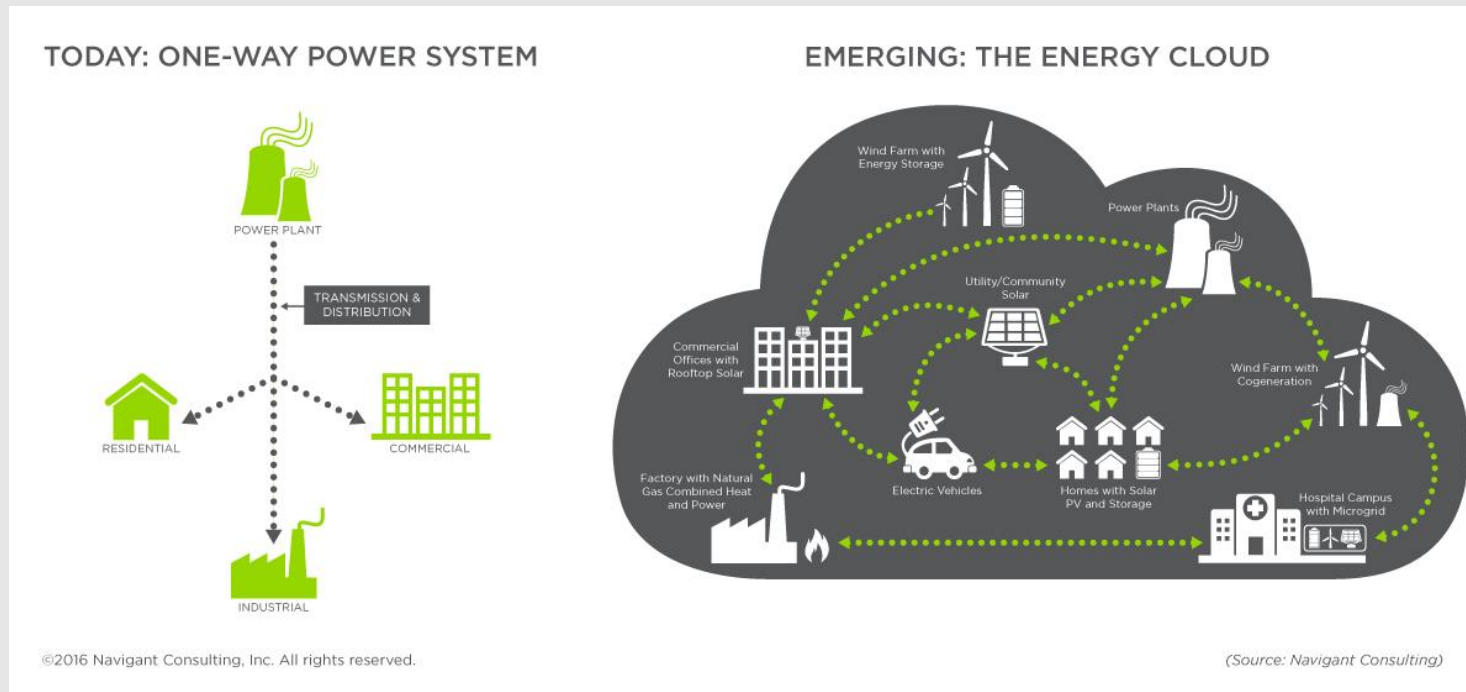 TODAY: ONE-WAY POWER SYSTEM
POWER PLANT
TRANSMISSION &
DISTRIBUTION
RESIDENTIAL
COMMERCIAL
INDUSTRIAL
EMERGING: THE ENERGY CLOUD
Wind Farm with
Energy Storage
Power Plants
Utility/Community
Solar
Commercial
Offices with
Rooftop Solar
Wind Farm with
Cogeneration
Factory with Natural
Gas Combined Heat
and Power
Electric Vehicles
Homes with Solar
PV and Storage
Hospital Campus
with Microgrid
©2016 Navigant Consulting, Inc. All rights reserved.
(Source: Navigant Consulting)